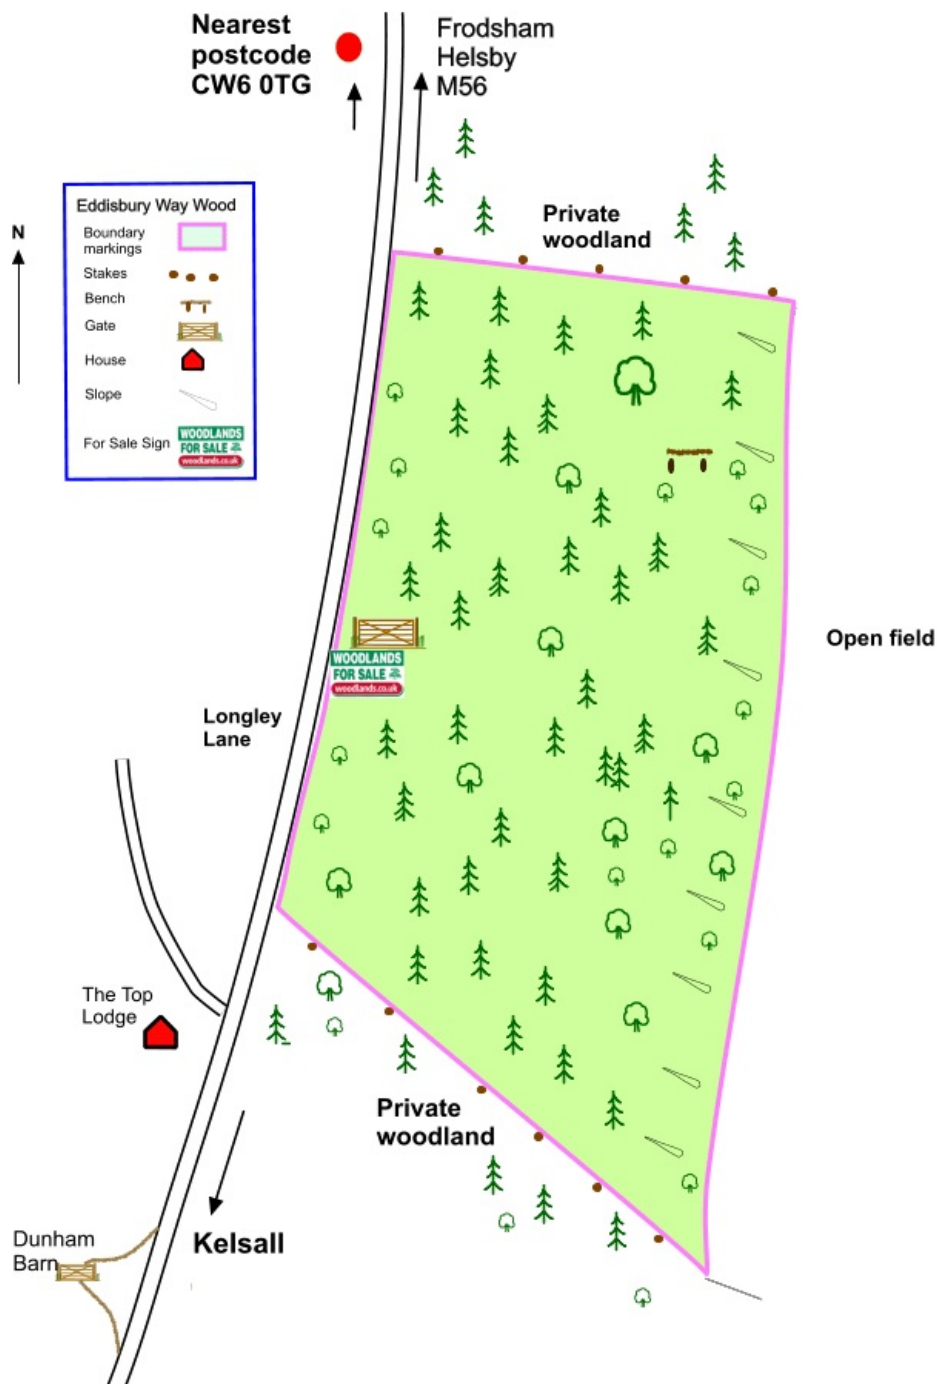 Nearest
postcode
CW6 0TG
Frodsham
Helsby
M56
N
Eddisbury Way Wood
Boundary
markings
Stakes
Bench
Gate
House
Slope
For Sale Sign
WOODLANDS
FOR SALE
woodlands.co.uk
Private
woodland
Open field
WOODLANDS
FOR SALE
woodlands.co.uk
Longley
Lane
The Top
Lodge
Private
woodland
Kelsall
Dunham
Barn